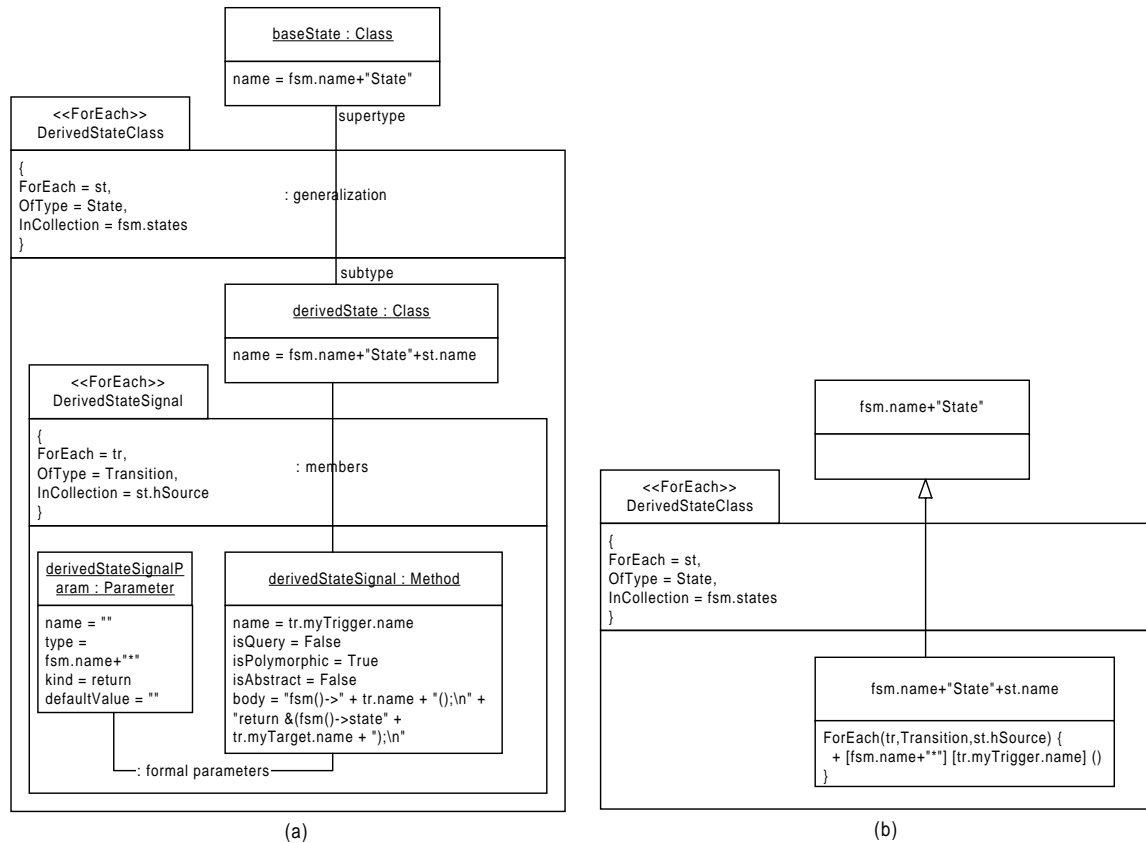 baseState : Class
name = fsm.name+"State"
supertype
<<ForEach>>
DerivedStateClass
{
ForEach = st,
OfType = State,
InCollection = fsm.states
}
: generalization
subtype
derivedState : Class
name = fsm.name+"State"+st.name
<<ForEach>>
DerivedStateSignal
{
ForEach = tr,
OfType = Transition,
InCollection = st.hSource
}
: members
derivedStateSignalP
aram : Parameter
name = ""
type =
fsm.name+"*"
kind = return
defaultValue = ""
derivedStateSignal : Method
name = tr.myTrigger.name
isQuery = False
isPolymorphic = True
isAbstract = False
body = "fsm()->" + tr.name + "();\n" +
"return &(fsm()->state" +
tr.myTarget.name + ");\n"
: formal parameters
(a)
fsm.name+"State"
<<ForEach>>
DerivedStateClass
{
ForEach = st,
OfType = State,
InCollection = fsm.states
}
fsm.name+"State"+st.name
ForEach(tr,Transition,st.hSource) {
+ [fsm.name+"*"] [tr.myTrigger.name] ()
}
(b)